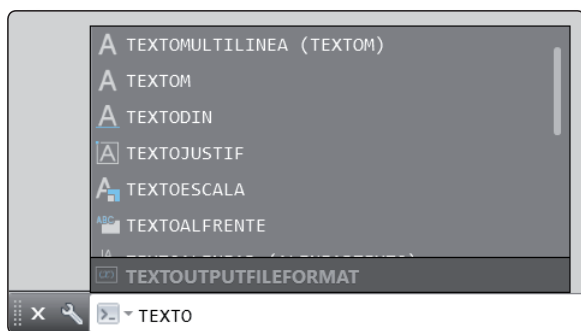 TEXTOMULTILINEA (TEXTOM)
TEXTOM
TEXTODIN
TEXTOJUSTIF
TEXTOESCALA
TEXTOALFRENTE
TEXTOUTPUTFILEFORMAT
TEXTO